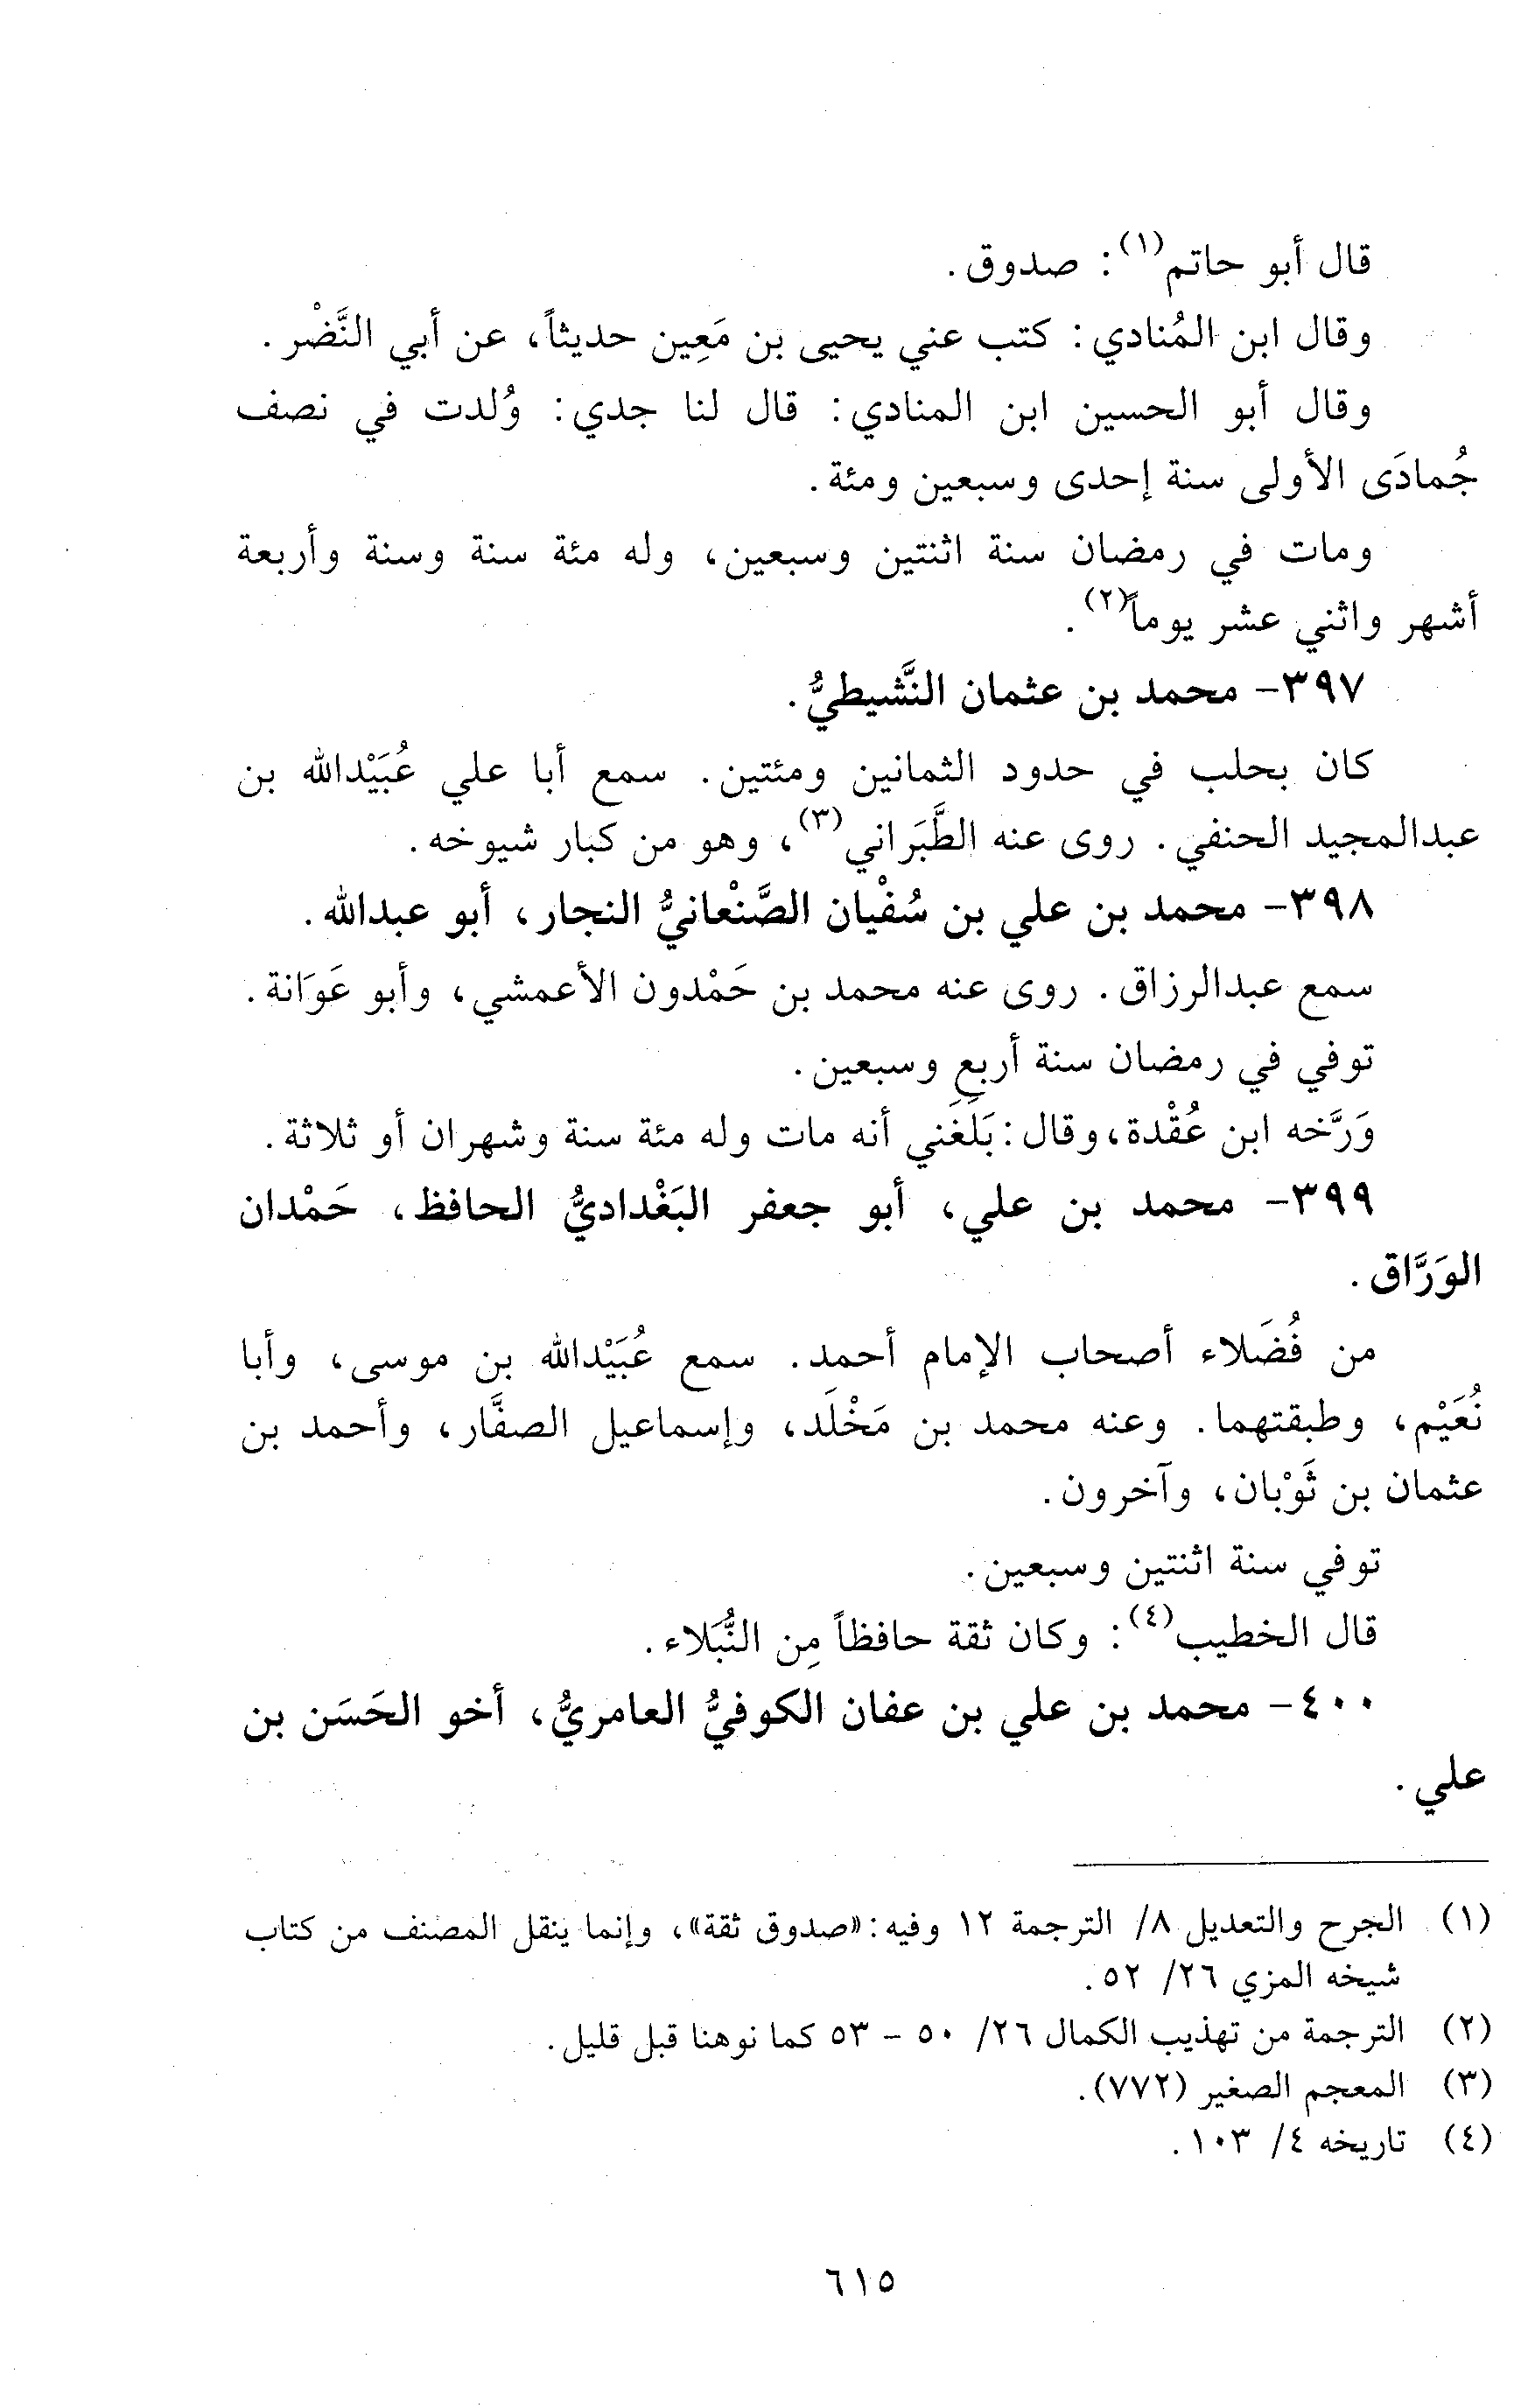 قال أبو حاتم(١): صدوق.
وقال ابن المُنادي: كتب عني يحيى بن مَعِين حديثاً، عن أبي النَّضْر.
وقال أبو الحسين ابن المنادي: قال لنا جدي: وُلدت في نصف
جُمادَى الأولى سنة إحدى وسبعين ومئة.
ومات في رمضان سنة اثنتين وسبعين، وله مئة سنة وسنة وأربعة
أشهر واثني عشر يوماً(٢).
٣٩٧- محمد بن عثمان النَّشيطيُّ.
كان بحلب في حدود الثمانين ومئتين. سمع أبا علي عُبَيْدالله بن
عبدالمجيد الحنفي. روى عنه الطَّبَراني(٣)، وهو من كبار شيوخه.
٣٩٨- محمد بن علي بن سُفْيان الصَّنْعانيُّ النجار، أبو عبدالله.
سمع عبدالرزاق. روى عنه محمد بن حَمْدون الأعمشي، وأبو عَوَانة.
توفي في رمضان سنة أربعٍ وسبعين.
وَرَّخه ابن عُقْدة، وقال: بَلَغَني أنه مات وله مئة سنة وشهران أو ثلاثة.
٣٩٩- محمد بن علي، أبو جعفر البَغْداديُّ الحافظ، حَمْدان
الوَرَّاق.
من فُضَلاء أصحاب الإمام أحمد. سمع عُبَيْدالله بن موسى، وأبا
نُعَيْم، وطبقتهما. وعنه محمد بن مَخْلَد، وإسماعيل الصفَّار، وأحمد بن
عثمان بن ثَوْبان، وآخرون.
توفي سنة اثنتين وسبعين.
قال الخطيب(٤): وكان ثقة حافظاً مِن النُّبَلاء.
٤٠٠- محمد بن علي بن عفان الكوفيُّ العامريُّ، أخو الحَسَن بن
علي.
(١) الجرح والتعديل ٨/ الترجمة ١٢ وفيه: «صدوق ثقة»، وإنما ينقل المصنف من كتاب
شيخه المزي ٢٦/ ٥٢.
(٢) الترجمة من تهذيب الكمال ٢٦/ ٥٠ - ٥٣ كما نوهنا قبل قليل.
(٣) المعجم الصغير (٧٧٢).
(٤) تاريخه ٤/ ١٠٣.
٦١٥